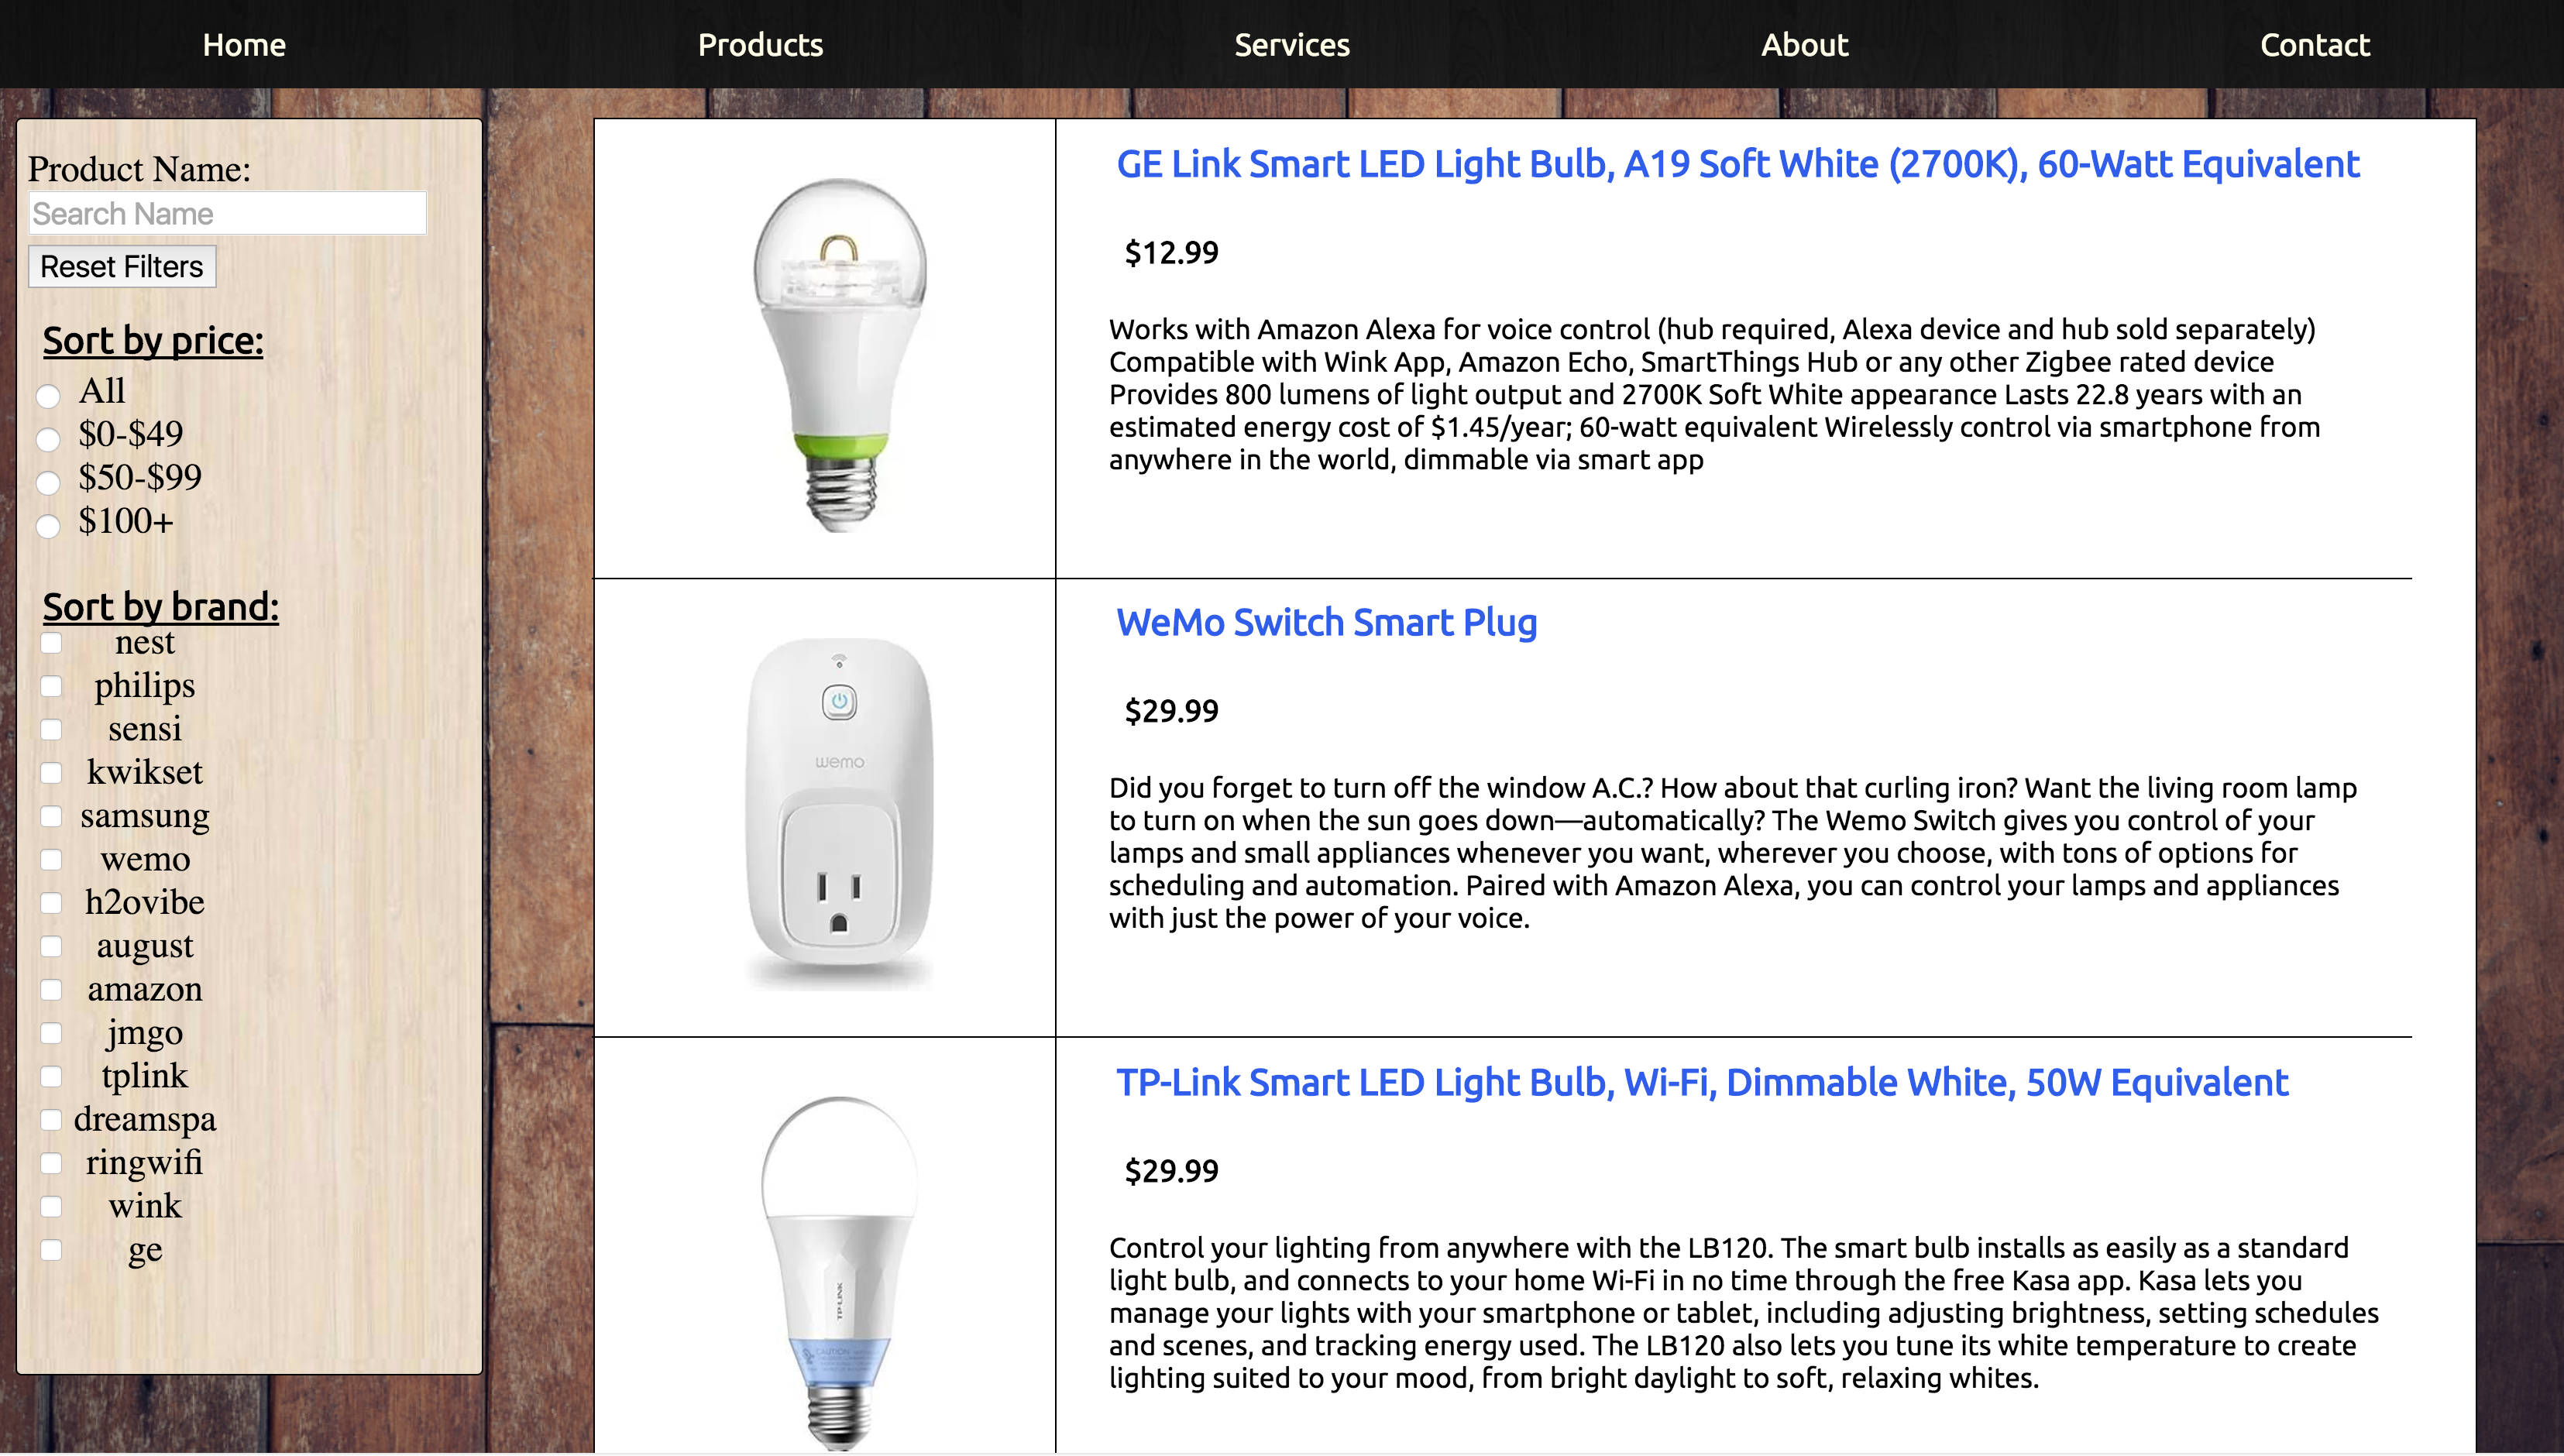 Home Products Services About Contact
Product Name:
Search Name
Reset Filters
Sort by price:
All
$0-$49
$50-$99
$100+
Sort by brand:
nest
philips
sensi
kwikset
samsung
wemo
h2ovibe
august
amazon
jmgo
tplink
dreamspa
ringwifi
wink
ge
GE Link Smart LED Light Bulb, A19 Soft White (2700K), 60-Watt Equivalent
$12.99
Works with Amazon Alexa for voice control (hub required, Alexa device and hub sold separately)
Compatible with Wink App, Amazon Echo, SmartThings Hub or any other Zigbee rated device
Provides 800 lumens of light output and 2700K Soft White appearance Lasts 22.8 years with an
estimated energy cost of $1.45/year; 60-watt equivalent Wirelessly control via smartphone from
anywhere in the world, dimmable via smart app
wemo
WeMo Switch Smart Plug
$29.99
Did you forget to turn off the window A.C.? How about that curling iron? Want the living room lamp
to turn on when the sun goes down—automatically? The Wemo Switch gives you control of your
lamps and small appliances whenever you want, wherever you choose, with tons of options for
scheduling and automation. Paired with Amazon Alexa, you can control your lamps and appliances
with just the power of your voice.
TP-LINK
CAUTION
TP-Link Smart LED Light Bulb, Wi-Fi, Dimmable White, 50W Equivalent
$29.99
Control your lighting from anywhere with the LB120. The smart bulb installs as easily as a standard
light bulb, and connects to your home Wi-Fi in no time through the free Kasa app. Kasa lets you
manage your lights with your smartphone or tablet, including adjusting brightness, setting schedules
and scenes, and tracking energy used. The LB120 also lets you tune its white temperature to create
lighting suited to your mood, from bright daylight to soft, relaxing whites.